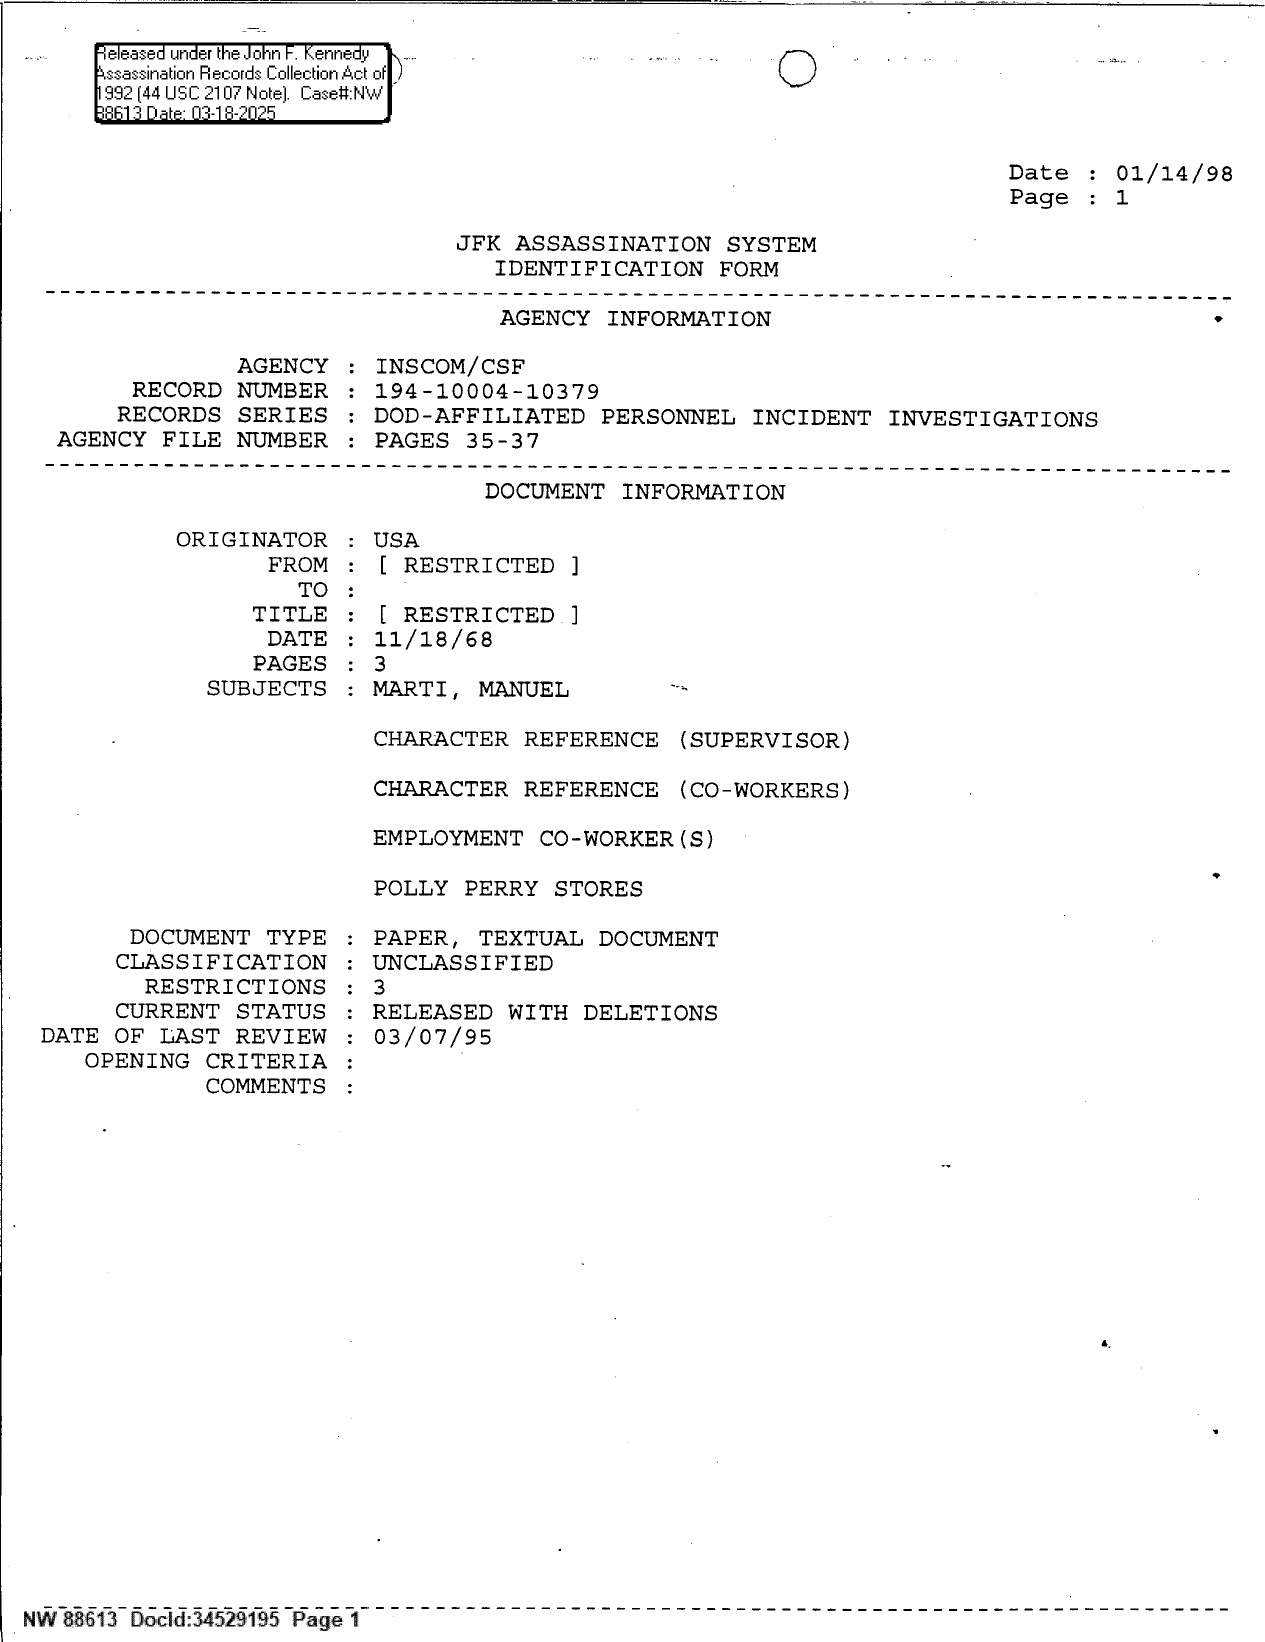 Released under the John F. Kennedy
Assassination Records Collection Act of
1992 (44 USC 2107 Note). Case#:NW
88613 Date: 03-18-2025
Date : 01/14/98
Page : 1
JFK ASSASSINATION SYSTEM
IDENTIFICATION FORM
AGENCY INFORMATION
AGENCY : INSCOM/CSF
RECORD NUMBER : 194-10004-10379
RECORDS SERIES : DOD-AFFILIATED PERSONNEL INCIDENT INVESTIGATIONS
AGENCY FILE NUMBER : PAGES 35-37
DOCUMENT INFORMATION
ORIGINATOR : USA
FROM : [ RESTRICTED ]
TO :
TITLE : [ RESTRICTED ]
DATE : 11/18/68
PAGES : 3
SUBJECTS : MARTI, MANUEL
CHARACTER REFERENCE (SUPERVISOR)
CHARACTER REFERENCE (CO-WORKERS)
EMPLOYMENT CO-WORKER(S)
POLLY PERRY STORES
DOCUMENT TYPE : PAPER, TEXTUAL DOCUMENT
CLASSIFICATION : UNCLASSIFIED
RESTRICTIONS : 3
CURRENT STATUS : RELEASED WITH DELETIONS
DATE OF LAST REVIEW : 03/07/95
OPENING CRITERIA :
COMMENTS :
NW 88613 DocId:34529195 Page 1